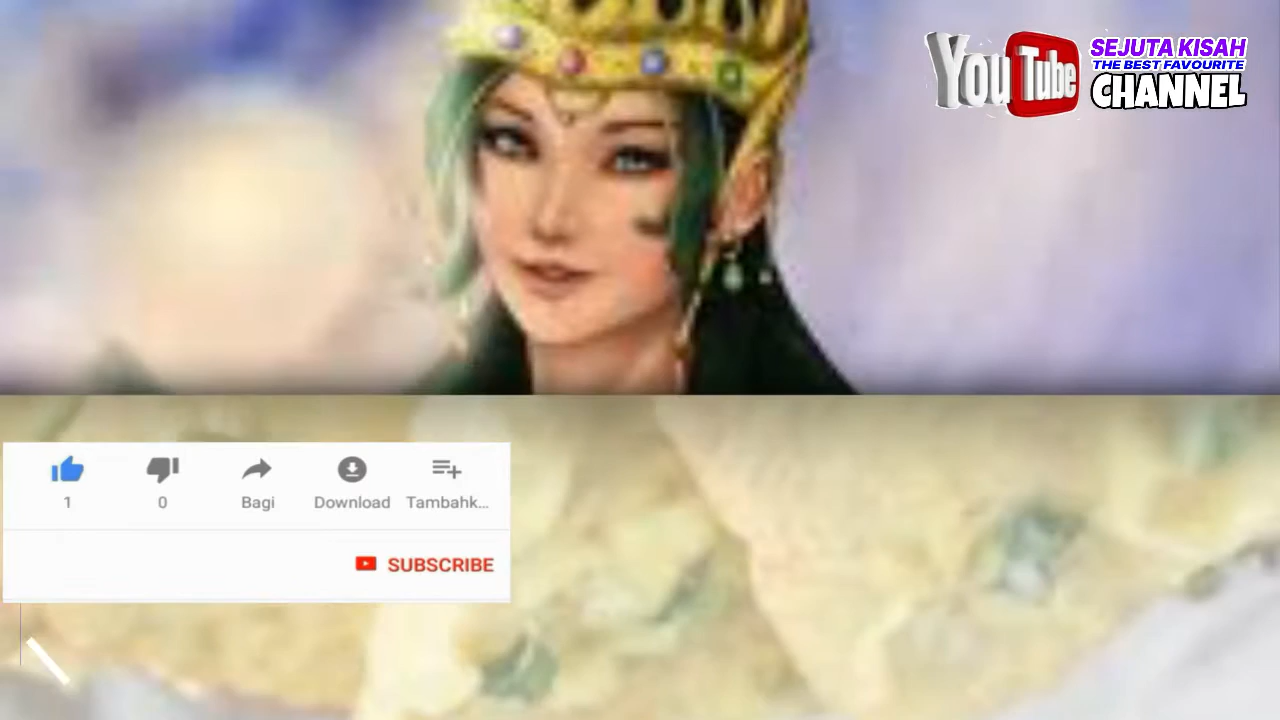 YouTube
SEJUTA KISAH
THE BEST FAVOURITE
CHANNEL
1
0
Bagi
Download
Tambahk...
SUBSCRIBE